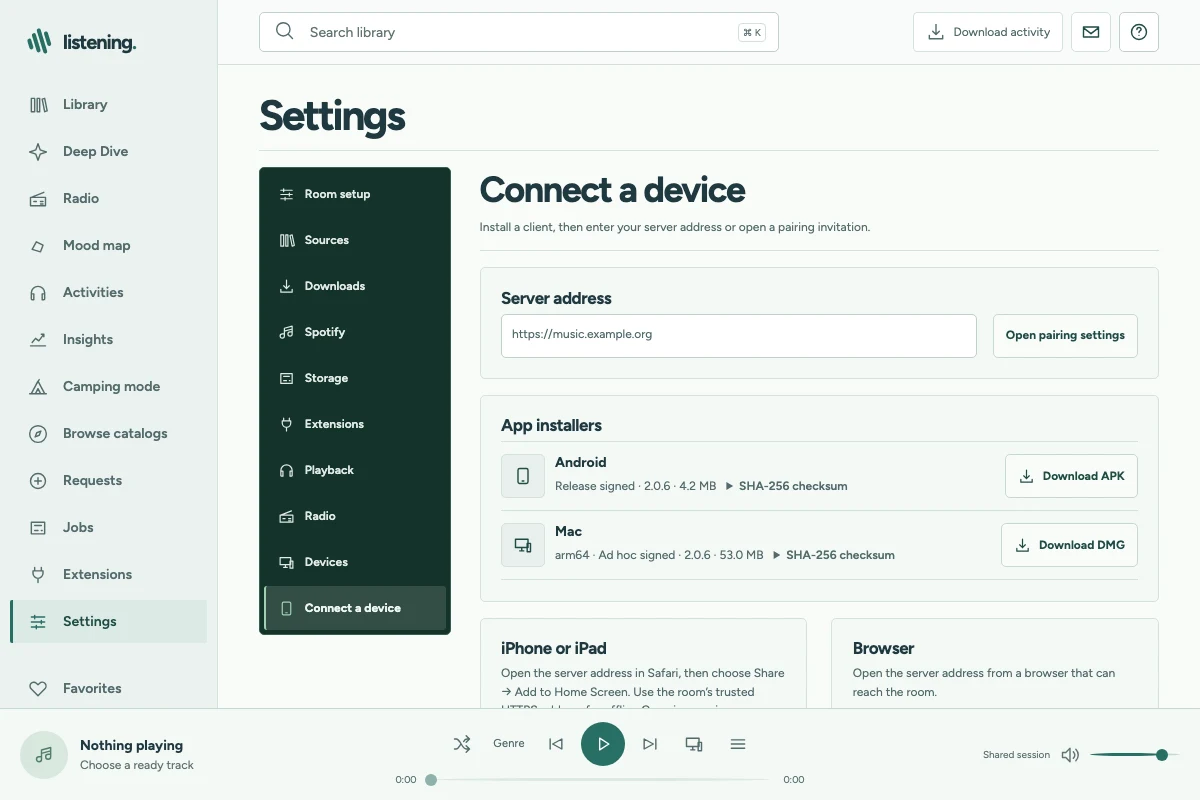 listening.
Search library
⌘ K
Download activity
Library
Deep Dive
Radio
Mood map
Activities
Insights
Camping mode
Browse catalogs
Requests
Jobs
Extensions
Settings
Favorites
Settings
Room setup
Sources
Downloads
Spotify
Storage
Extensions
Playback
Radio
Devices
Connect a device
Connect a device
Install a client, then enter your server address or open a pairing invitation.
Server address
https://music.example.org
Open pairing settings
App installers
Android
Release signed · 2.0.6 · 4.2 MB ▶ SHA-256 checksum
Download APK
Mac
arm64 · Ad hoc signed · 2.0.6 · 53.0 MB ▶ SHA-256 checksum
Download DMG
iPhone or iPad
Open the server address in Safari, then choose Share
→ Add to Home Screen. Use the room's trusted
Browser
Open the server address from a browser that can
reach the room.
Nothing playing
Choose a ready track
Genre
0:00
0:00
Shared session